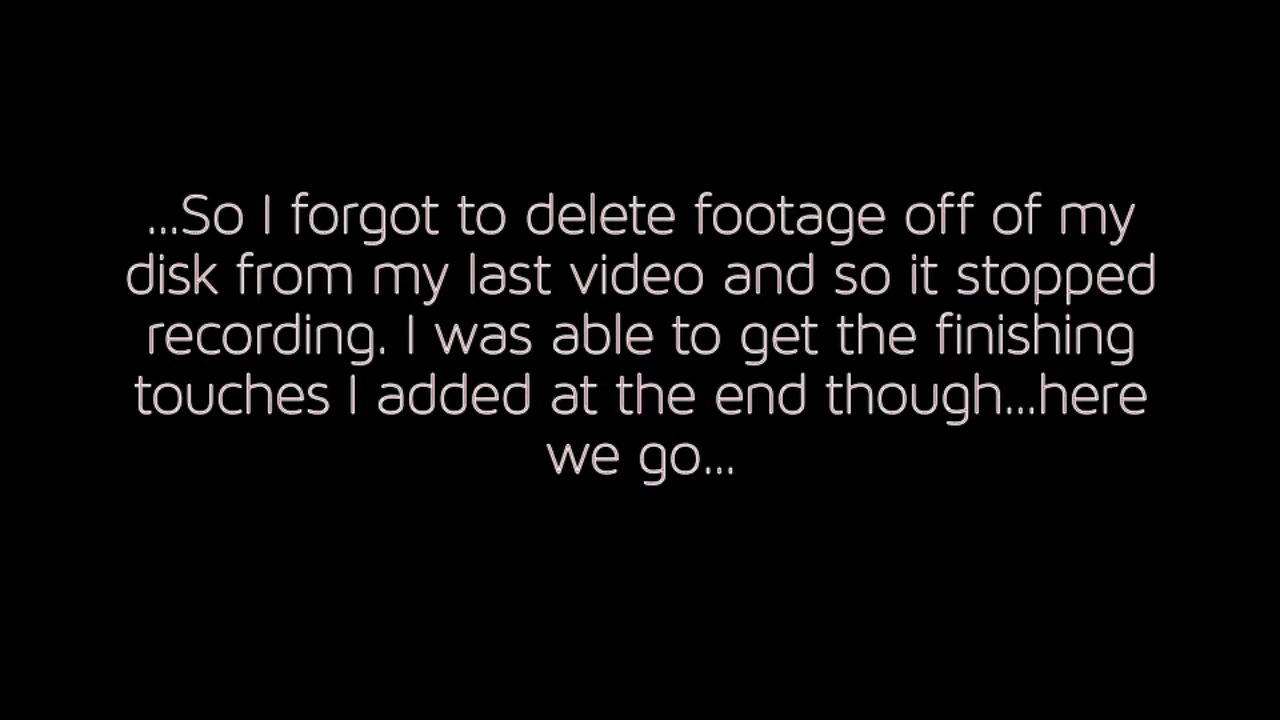 ...So I forgot to delete footage off of my
disk from my last video and so it stopped
recording. I was able to get the finishing
touches I added at the end though...here
we go...